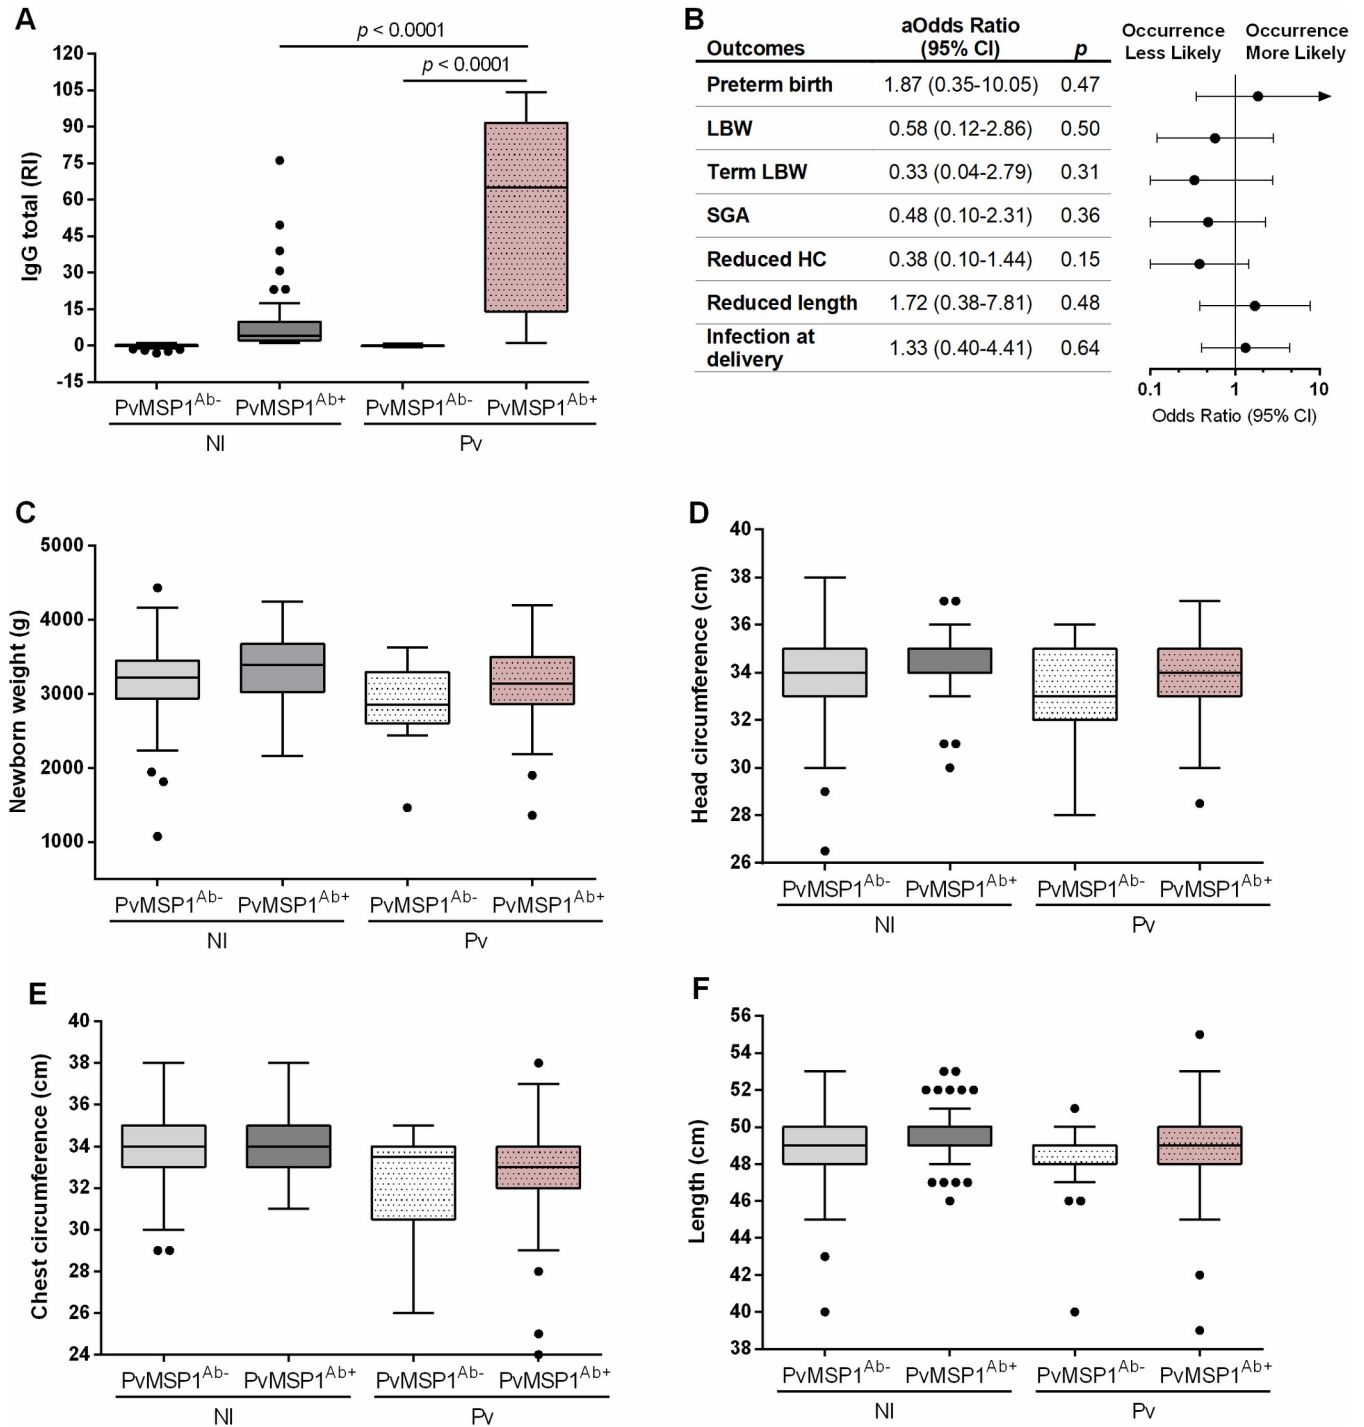 A
p < 0.0001
p < 0.0001
IgG total (RI)
120
105
90
75
60
45
30
15
0
-15
PvMSP1Ab- PvMSP1Ab+ PvMSP1Ab- PvMSP1Ab+
NI Pv
B
Outcomes aOdds Ratio (95% CI) p
Occurrence Less Likely
Occurrence More Likely
Preterm birth 1.87 (0.35-10.05) 0.47
LBW 0.58 (0.12-2.86) 0.50
Term LBW 0.33 (0.04-2.79) 0.31
SGA 0.48 (0.10-2.31) 0.36
Reduced HC 0.38 (0.10-1.44) 0.15
Reduced length 1.72 (0.38-7.81) 0.48
Infection at delivery 1.33 (0.40-4.41) 0.64
0.1 1 10
Odds Ratio (95% CI)
C
Newborn weight (g)
5000
4000
3000
2000
1000
PvMSP1Ab- PvMSP1Ab+ PvMSP1Ab- PvMSP1Ab+
NI Pv
D
Head circumference (cm)
40
38
36
34
32
30
28
26
PvMSP1Ab- PvMSP1Ab+ PvMSP1Ab- PvMSP1Ab+
NI Pv
E
Chest circumference (cm)
40
38
36
34
32
30
28
26
24
PvMSP1Ab- PvMSP1Ab+ PvMSP1Ab- PvMSP1Ab+
NI Pv
F
Length (cm)
56
54
52
50
48
46
44
42
40
38
PvMSP1Ab- PvMSP1Ab+ PvMSP1Ab- PvMSP1Ab+
NI Pv